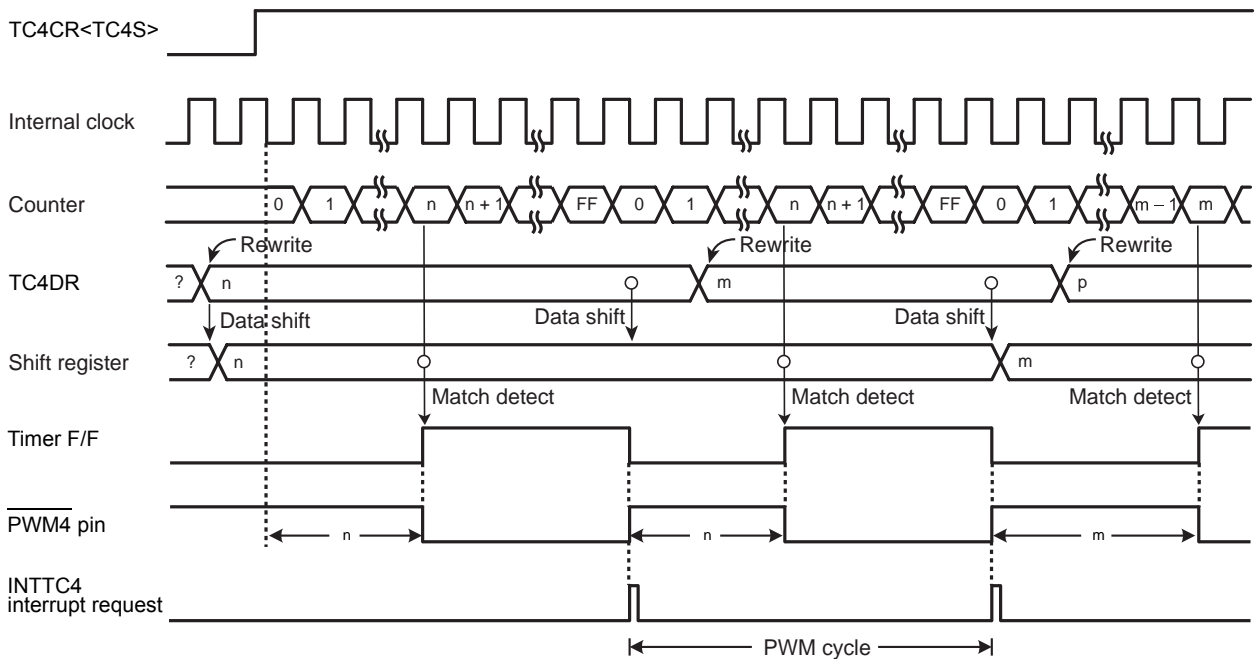 TC4CR<TC4S>
Internal clock
Counter
0 1 n n + 1 FF 0 1 n n + 1 FF 0 1 m – 1 m
Rewrite Rewrite Rewrite
TC4DR
? n m p
Data shift Data shift Data shift
Shift register
? n m
Match detect Match detect Match detect
Timer F/F
PWM4 pin
n n m
INTTC4
interrupt request
PWM cycle